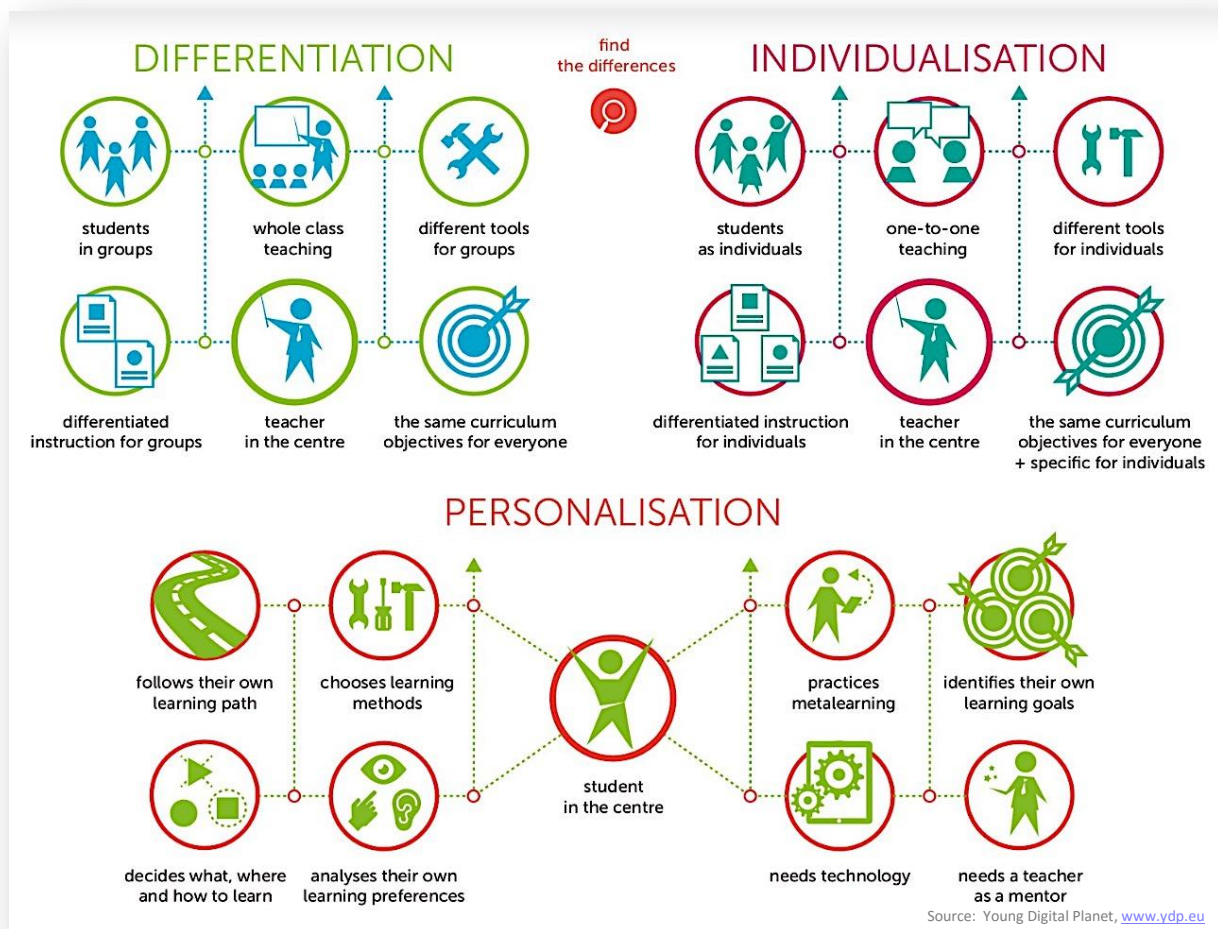 DIFFERENTIATION
find
the differences
INDIVIDUALISATION
students
in groups
whole class
teaching
different tools
for groups
students
as individuals
one-to-one
teaching
different tools
for individuals
differentiated
instruction for groups
teacher
in the centre
the same curriculum
objectives for everyone
differentiated instruction
for individuals
teacher
in the centre
the same curriculum
objectives for everyone
+ specific for individuals
PERSONALISATION
follows their own
learning path
chooses learning
methods
practices
metalearning
identifies their own
learning goals
student
in the centre
decides what, where
and how to learn
analyses their own
learning preferences
needs technology
needs a teacher
as a mentor
Source: Young Digital Planet, www.ydp.eu